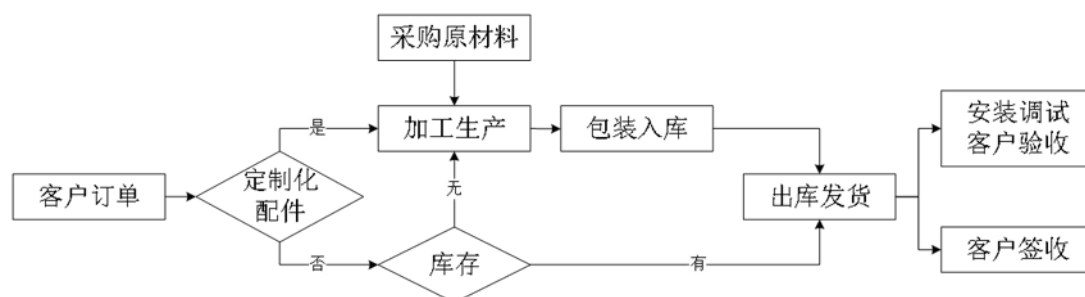 采购原材料
是
加工生产
包装入库
安装调试
客户验收
客户订单
定制化
配件
无
出库发货
否
库存
有
客户签收